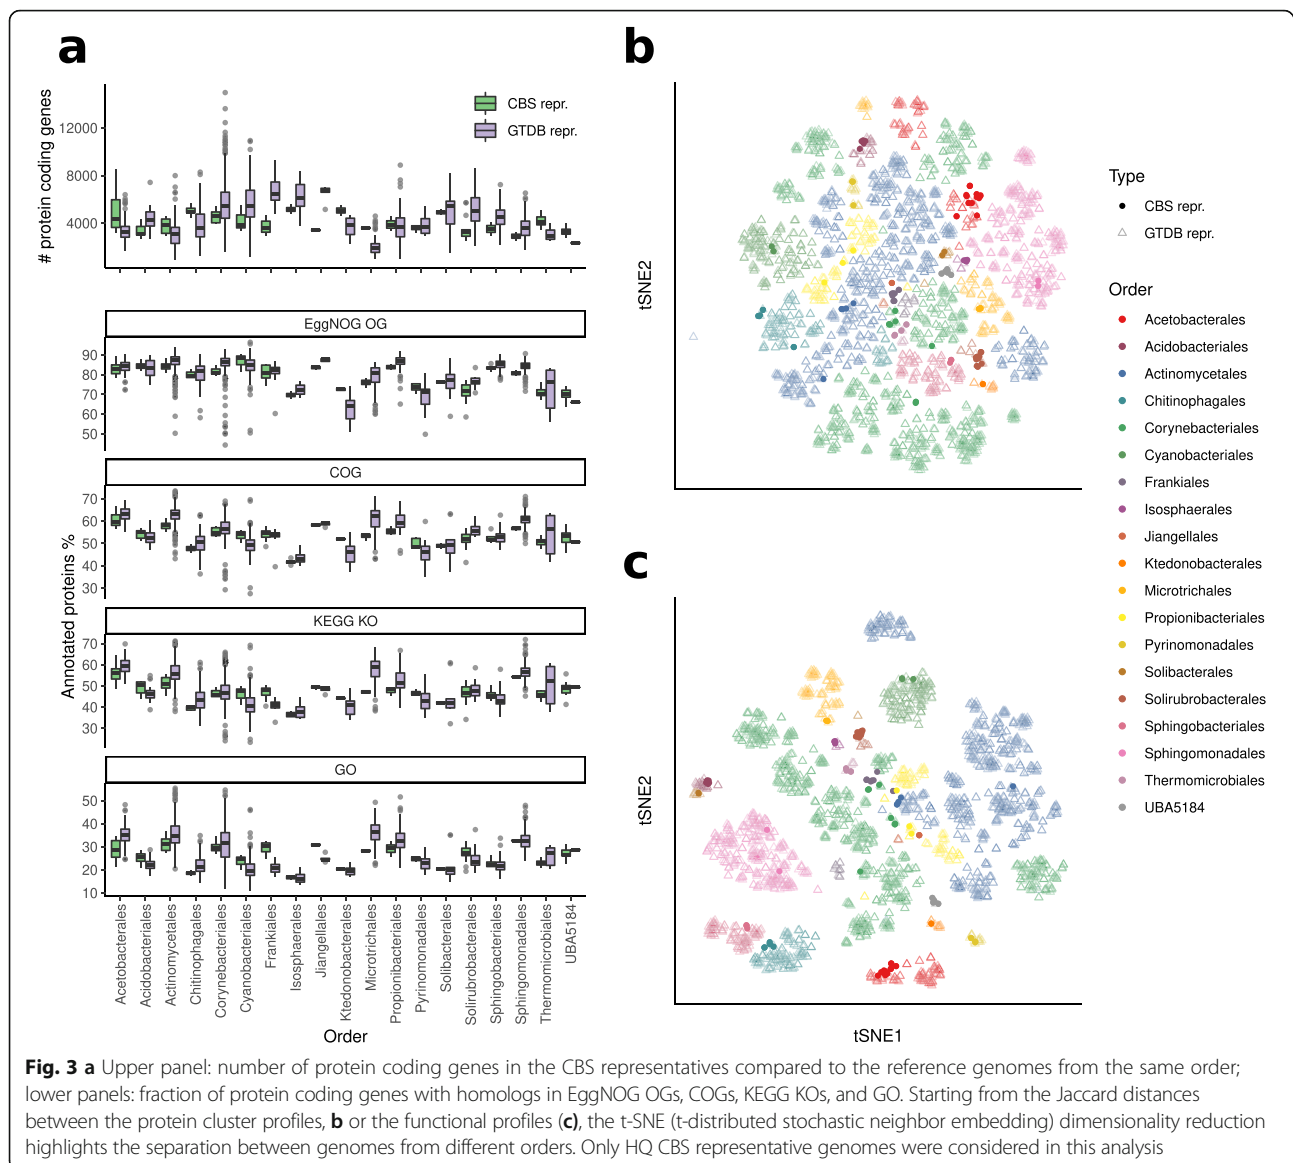 a
# protein coding genes
12000
8000
4000
CBS repr.
GTDB repr.
EggNOG OG
90
80
70
60
50
COG
70
60
50
40
30
KEGG KO
70
60
50
40
30
GO
50
40
30
20
10
Annotated proteins %
Acetobacterales
Acidobacteriales
Actinomycetales
Chitinophagales
Corynebacteriales
Cyanobacteriales
Frankiales
Isosphaerales
Jiangellales
Ktedonobacterales
Microtrichales
Propionibacteriales
Pyrinomonadales
Solibacterales
Solirubrobacterales
Sphingobacteriales
Sphingomonadales
Thermomicrobiales
UBA5184
Order
b
tSNE2
c
tSNE2
tSNE1
Type
CBS repr.
GTDB repr.
Order
Acetobacterales
Acidobacteriales
Actinomycetales
Chitinophagales
Corynebacteriales
Cyanobacteriales
Frankiales
Isosphaerales
Jiangellales
Ktedonobacterales
Microtrichales
Propionibacteriales
Pyrinomonadales
Solibacterales
Solirubrobacterales
Sphingobacteriales
Sphingomonadales
Thermomicrobiales
UBA5184
Fig. 3 a Upper panel: number of protein coding genes in the CBS representatives compared to the reference genomes from the same order;
lower panels: fraction of protein coding genes with homologs in EggNOG OGs, COGs, KEGG KOs, and GO. Starting from the Jaccard distances
between the protein cluster profiles, b or the functional profiles (c), the t-SNE (t-distributed stochastic neighbor embedding) dimensionality reduction
highlights the separation between genomes from different orders. Only HQ CBS representative genomes were considered in this analysis